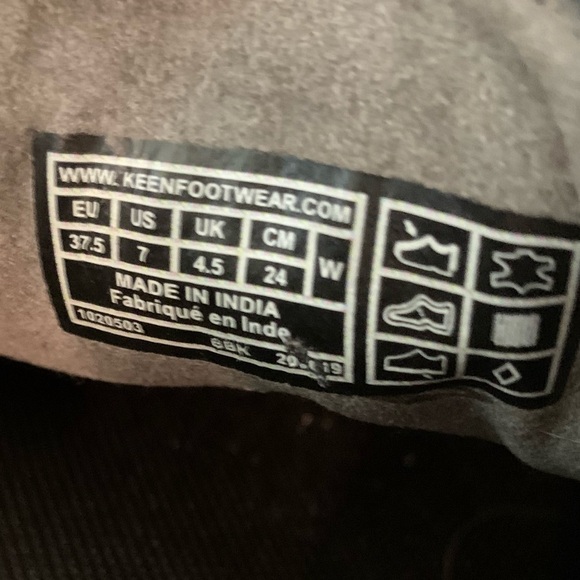 WWW.KEENFOOTWEAR.COM
EU US UK CM W
37.5 7 4.5 24
MADE IN INDIA
Fabriqué en Inde
1020503